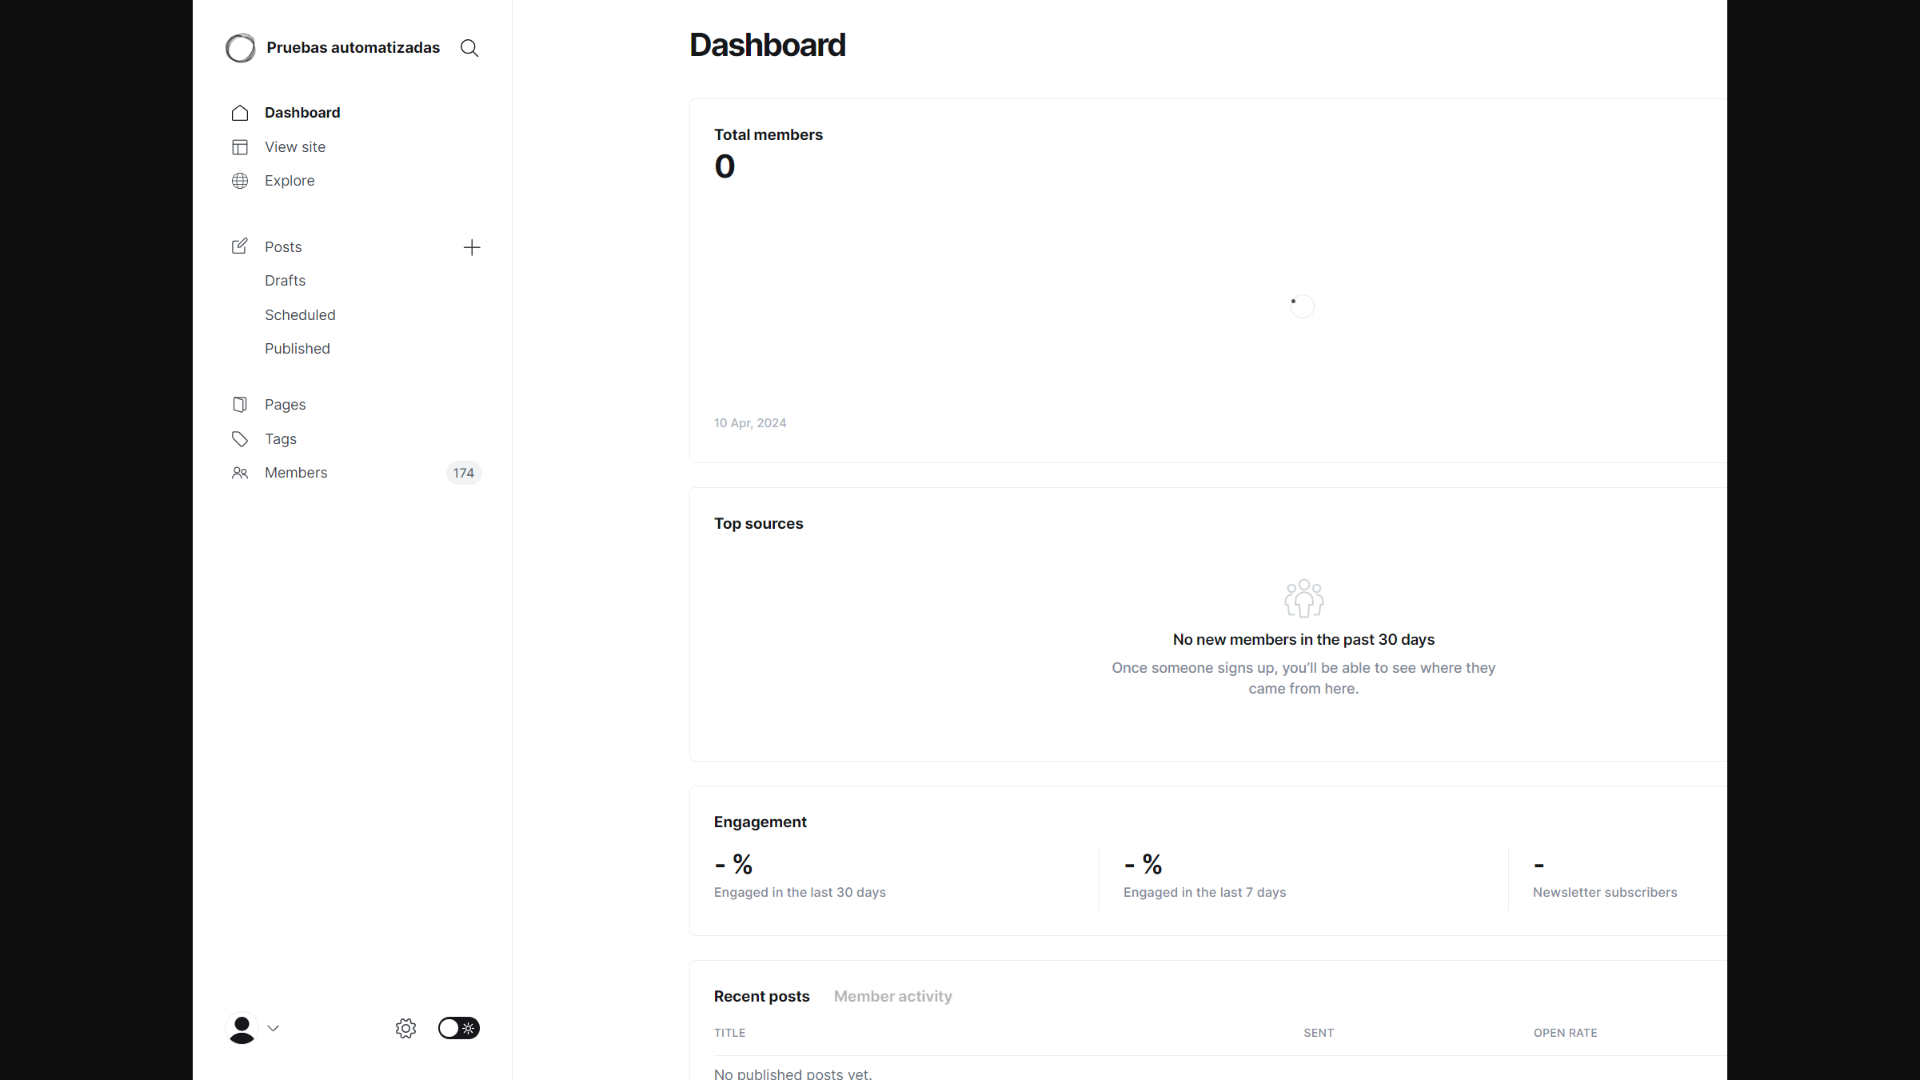 Pruebas automatizadas
Dashboard
View site
Explore
Posts
Drafts
Scheduled
Published
Pages
Tags
Members 174
Dashboard
Total members
0
10 Apr, 2024
Top sources
No new members in the past 30 days
Once someone signs up, you'll be able to see where they
came from here.
Engagement
- % - % -
Engaged in the last 30 days Engaged in the last 7 days Newsletter subscribers
Recent posts Member activity
TITLE SENT OPEN RATE
No published posts yet.